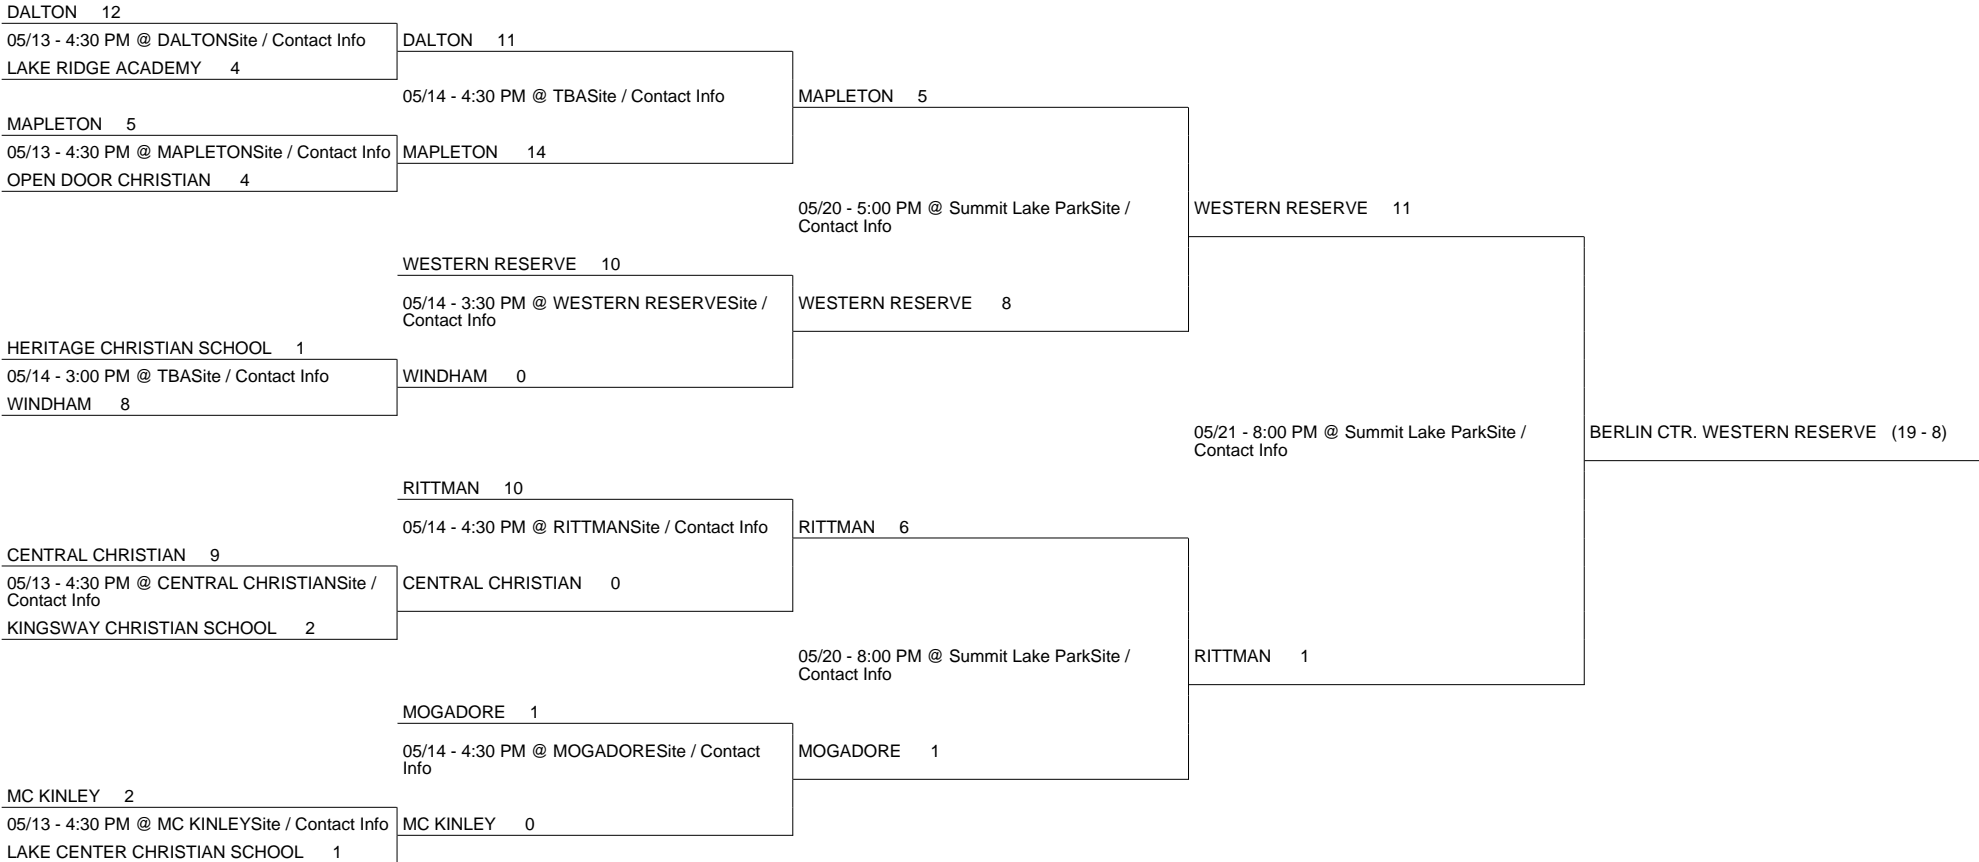 DALTON 12
05/13 - 4:30 PM @ DALTONSite / Contact Info
LAKE RIDGE ACADEMY 4
MAPLETON 5
05/13 - 4:30 PM @ MAPLETONSite / Contact Info
OPEN DOOR CHRISTIAN 4
HERITAGE CHRISTIAN SCHOOL 1
05/14 - 3:00 PM @ TBASite / Contact Info
WINDHAM 8
CENTRAL CHRISTIAN 9
05/13 - 4:30 PM @ CENTRAL CHRISTIANSite /
Contact Info
KINGSWAY CHRISTIAN SCHOOL 2
MC KINLEY 2
05/13 - 4:30 PM @ MC KINLEYSite / Contact Info
LAKE CENTER CHRISTIAN SCHOOL 1
DALTON 11
05/14 - 4:30 PM @ TBASite / Contact Info
MAPLETON 14
WESTERN RESERVE 10
05/14 - 3:30 PM @ WESTERN RESERVESite /
Contact Info
WINDHAM 0
RITTMAN 10
05/14 - 4:30 PM @ RITTMANSite / Contact Info
CENTRAL CHRISTIAN 0
MOGADORE 1
05/14 - 4:30 PM @ MOGADORESite / Contact
Info
MC KINLEY 0
MAPLETON 5
05/20 - 5:00 PM @ Summit Lake ParkSite /
Contact Info
WESTERN RESERVE 8
RITTMAN 6
05/20 - 8:00 PM @ Summit Lake ParkSite /
Contact Info
MOGADORE 1
WESTERN RESERVE 11
05/21 - 8:00 PM @ Summit Lake ParkSite /
Contact Info
RITTMAN 1
BERLIN CTR. WESTERN RESERVE (19 - 8)